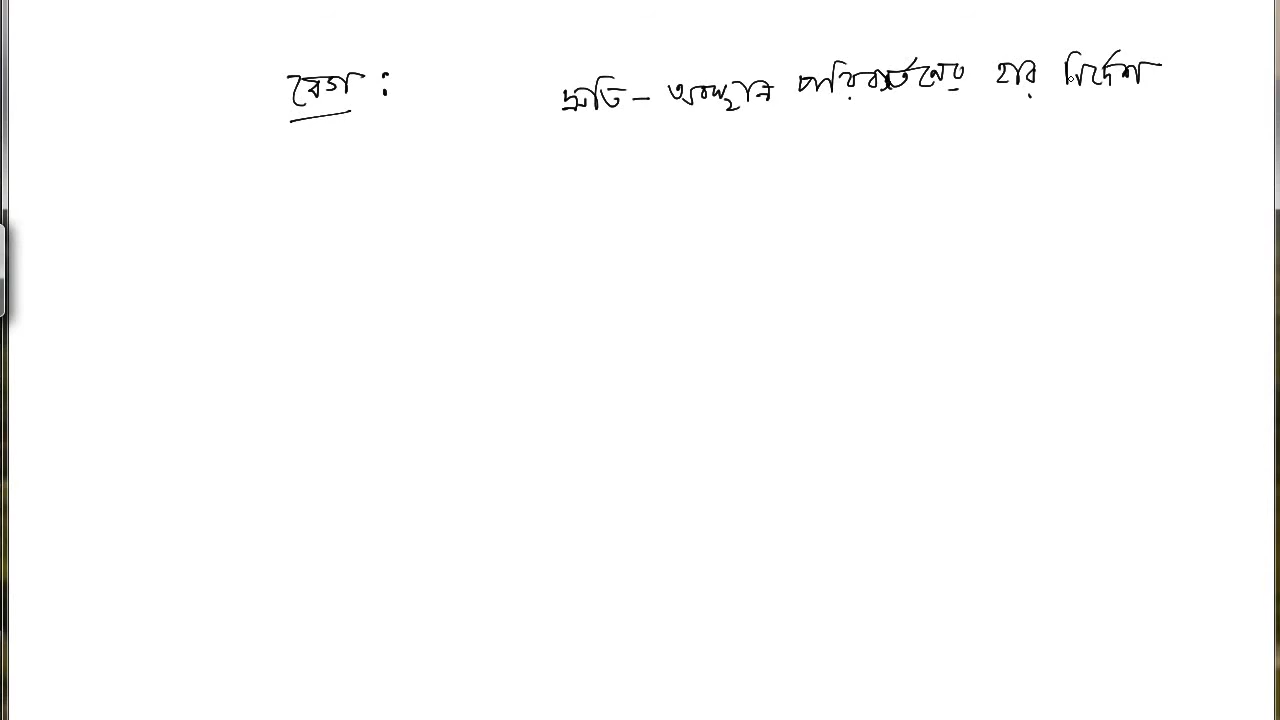 বেগ : দ্রুতি - অবস্থান পরিবর্তনের হার নির্দেশ